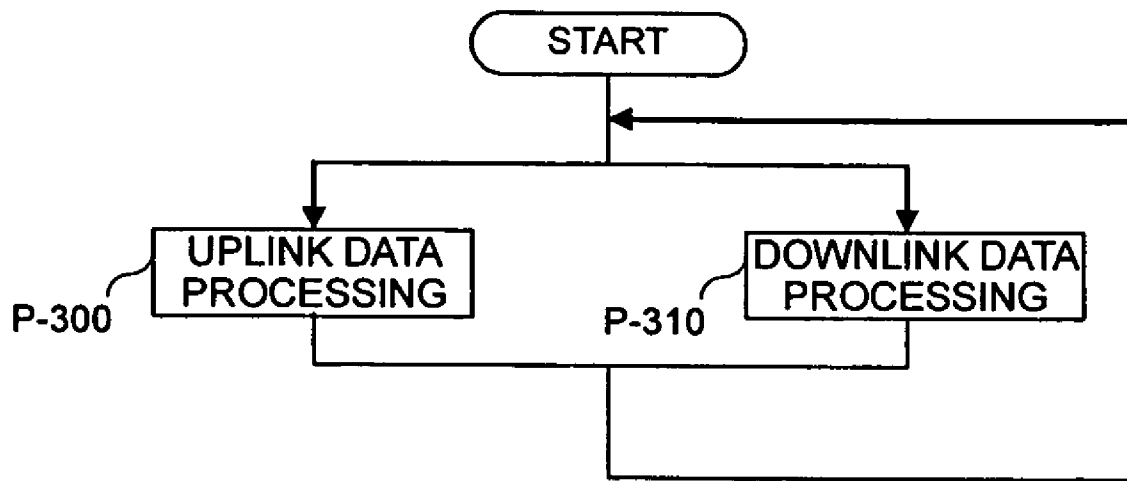 START
UPLINK DATA
PROCESSING
P-300
DOWNLINK DATA
PROCESSING
P-310